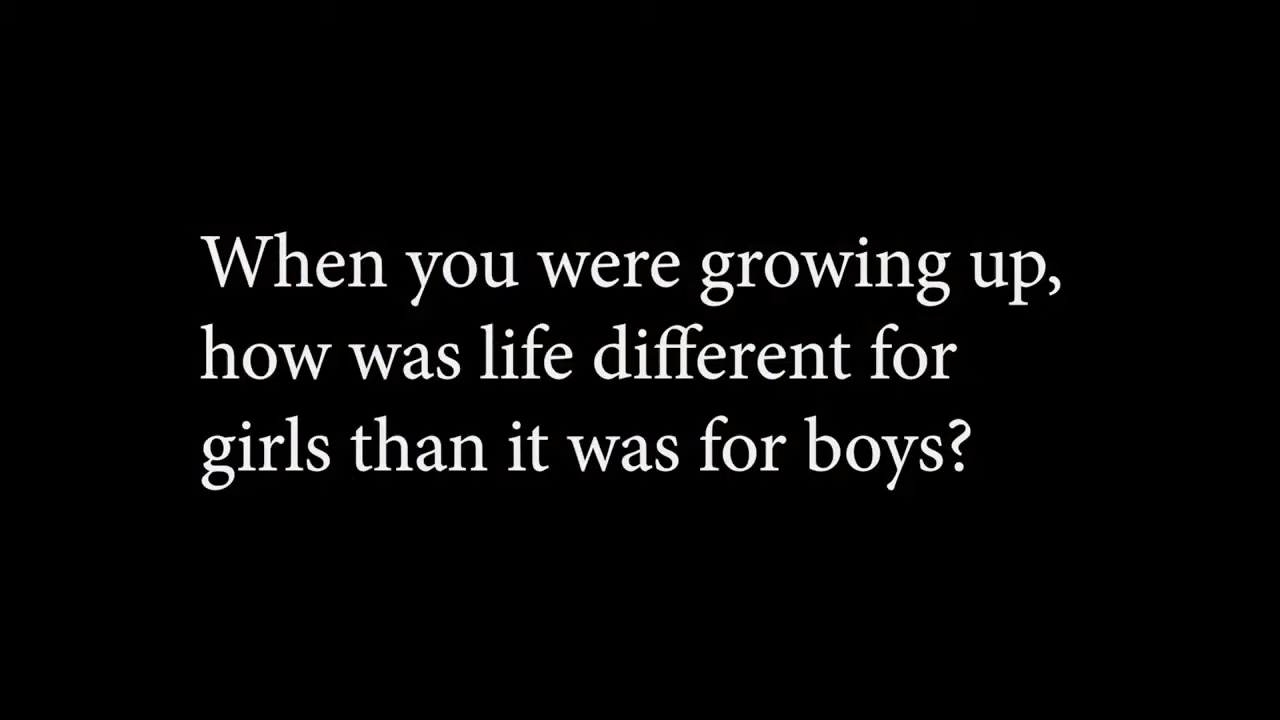 When you were growing up,
how was life different for
girls than it was for boys?